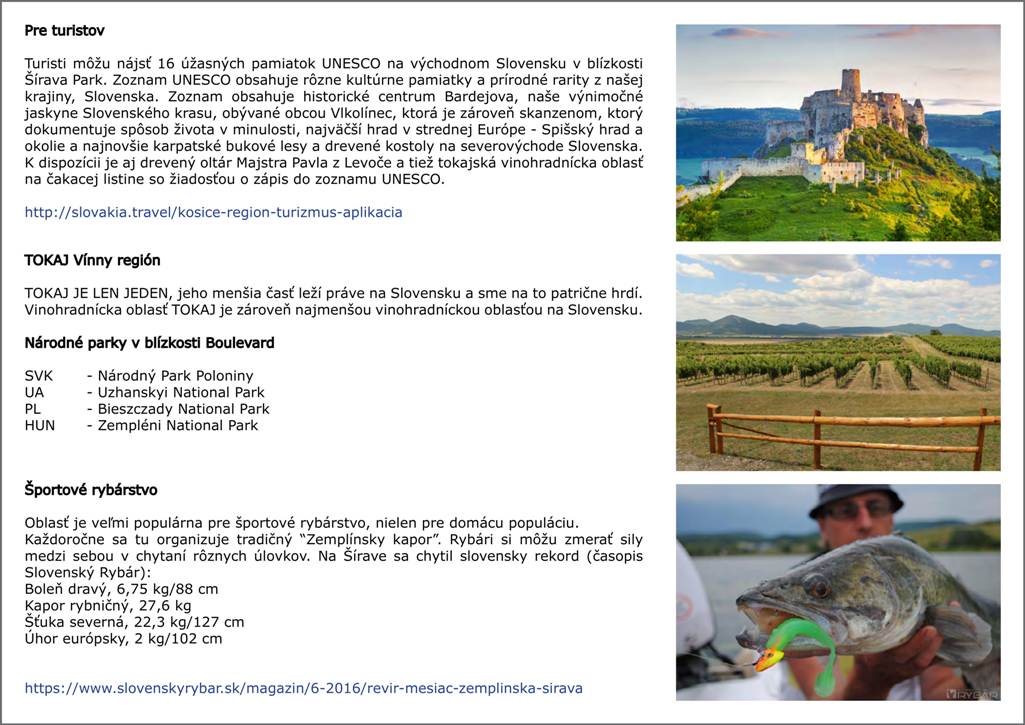 Pre turistov
Turisti môžu nájsť 16 úžasných pamiatok UNESCO na východnom Slovensku v blízkosti
Šírava Park. Zoznam UNESCO obsahuje rôzne kultúrne pamiatky a prírodné rarity z našej
krajiny, Slovenska. Zoznam obsahuje historické centrum Bardejova, naše výnimočné
jaskyne Slovenského krasu, obývané obcou Vlkolínec, ktorá je zároveň skanzenom, ktorý
dokumentuje spôsob života v minulosti, najväčší hrad v strednej Európe - Spišský hrad a
okolie a najnovšie karpatské bukové lesy a drevené kostoly na severovýchode Slovenska.
K dispozícii je aj drevený oltár Majstra Pavla z Levoče a tiež tokajská vinohradnícka oblasť
na čakacej listine so žiadosťou o zápis do zoznamu UNESCO.
http://slovakia.travel/kosice-region-turizmus-aplikacia
TOKAJ Vínny región
TOKAJ JE LEN JEDEN, jeho menšia časť leží práve na Slovensku a sme na to patrične hrdí.
Vinohradnícka oblasť TOKAJ je zároveň najmenšou vinohradníckou oblasťou na Slovensku.
Národné parky v blízkosti Boulevard
SVK - Národný Park Poloniny
UA - Uzhanskyi National Park
PL - Bieszczady National Park
HUN - Zempléni National Park
Športové rybárstvo
Oblasť je veľmi populárna pre športové rybárstvo, nielen pre domácu populáciu.
Každoročne sa tu organizuje tradičný “Zemplínsky kapor”. Rybári si môžu zmerať sily
medzi sebou v chytaní rôznych úlovkov. Na Šírave sa chytil slovensky rekord (časopis
Slovenský Rybár):
Boleň dravý, 6,75 kg/88 cm
Kapor rybničný, 27,6 kg
Šťuka severná, 22,3 kg/127 cm
Úhor európsky, 2 kg/102 cm
https://www.slovenskyrybar.sk/magazin/6-2016/revir-mesiac-zemplinska-sirava
RYBÁR